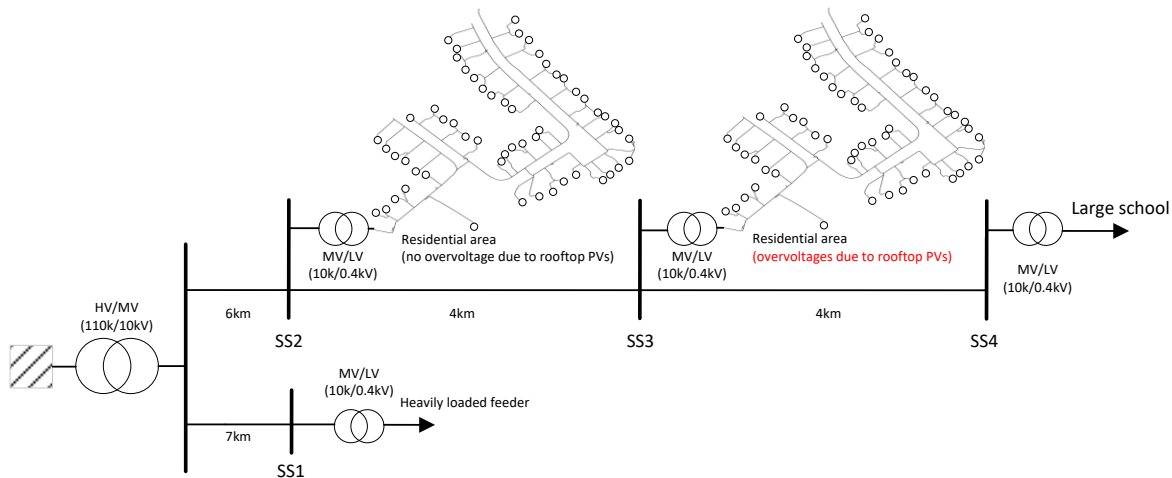 Large school
Residential area
(no overvoltage due to rooftop PVs)
Residential area
(overvoltages due to rooftop PVs)
MV/LV
(10k/0.4kV)
MV/LV
(10k/0.4kV)
MV/LV
(10k/0.4kV)
HV/MV
(110k/10kV)
6km
4km
4km
SS2
SS3
SS4
MV/LV
(10k/0.4kV)
Heavily loaded feeder
7km
SS1